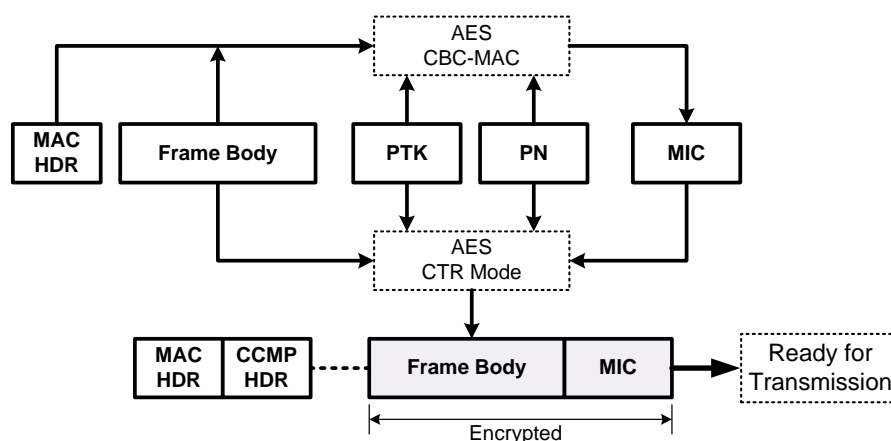 AES
CBC-MAC
MAC
HDR
Frame Body
PTK
PN
MIC
AES
CTR Mode
MAC
HDR
CCMP
HDR
Frame Body
MIC
Ready for
Transmission
Encrypted